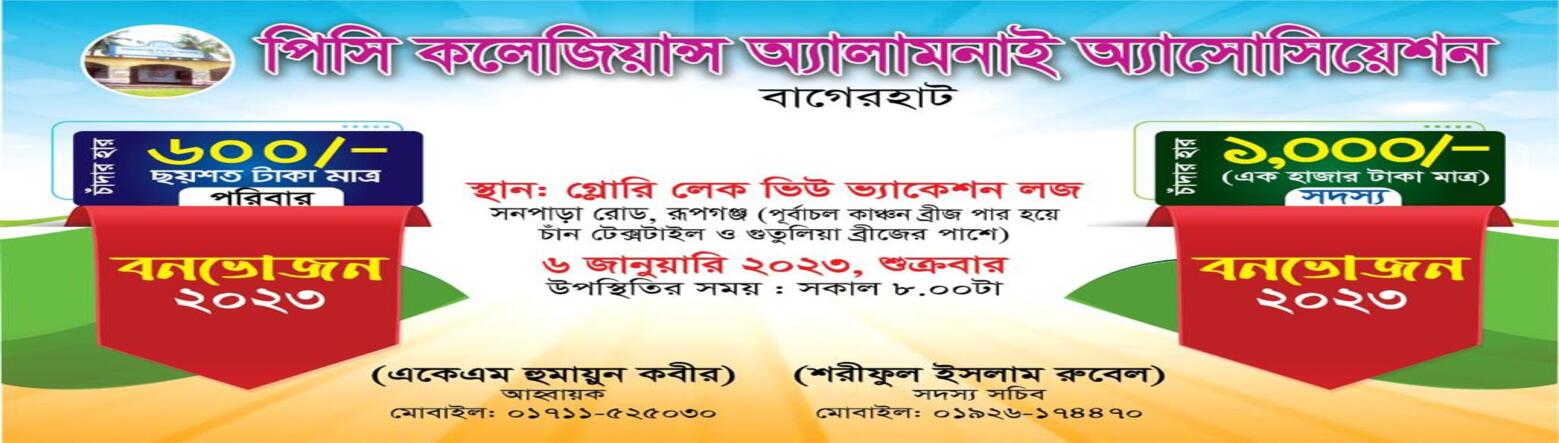 পিসি কলেজিয়ান্স অ্যালামনাই অ্যাসোসিয়েশন
বাগেরহাট
চাঁদার হার
৬০০/-
ছয়শত টাকা মাত্র
পরিবার
বনভোজন
২০২৩
স্থান: গ্লোরি লেক ভিউ ভ্যাকেশন লজ
সনপাড়া রোড, রূপগঞ্জ (পূর্বাচল কাঞ্চন ব্রীজ পার হয়ে
চাঁন টেক্সটাইল ও গুতুলিয়া ব্রীজের পাশে)
৬ জানুয়ারি ২০২৩, শুক্রবার
উপস্থিতির সময় : সকাল ৮.০০টা
চাঁদার হার
১,০০০/-
(এক হাজার টাকা মাত্র)
সদস্য
বনভোজন
২০২৩
(একেএম হুমায়ুন কবীর)
আহ্বায়ক
মোবাইল: ০১৭১১-৫২৫০৩০
(শরীফুল ইসলাম রুবেল)
সদস্য সচিব
মোবাইল: ০১৯২৬-১৭৪৪৭০